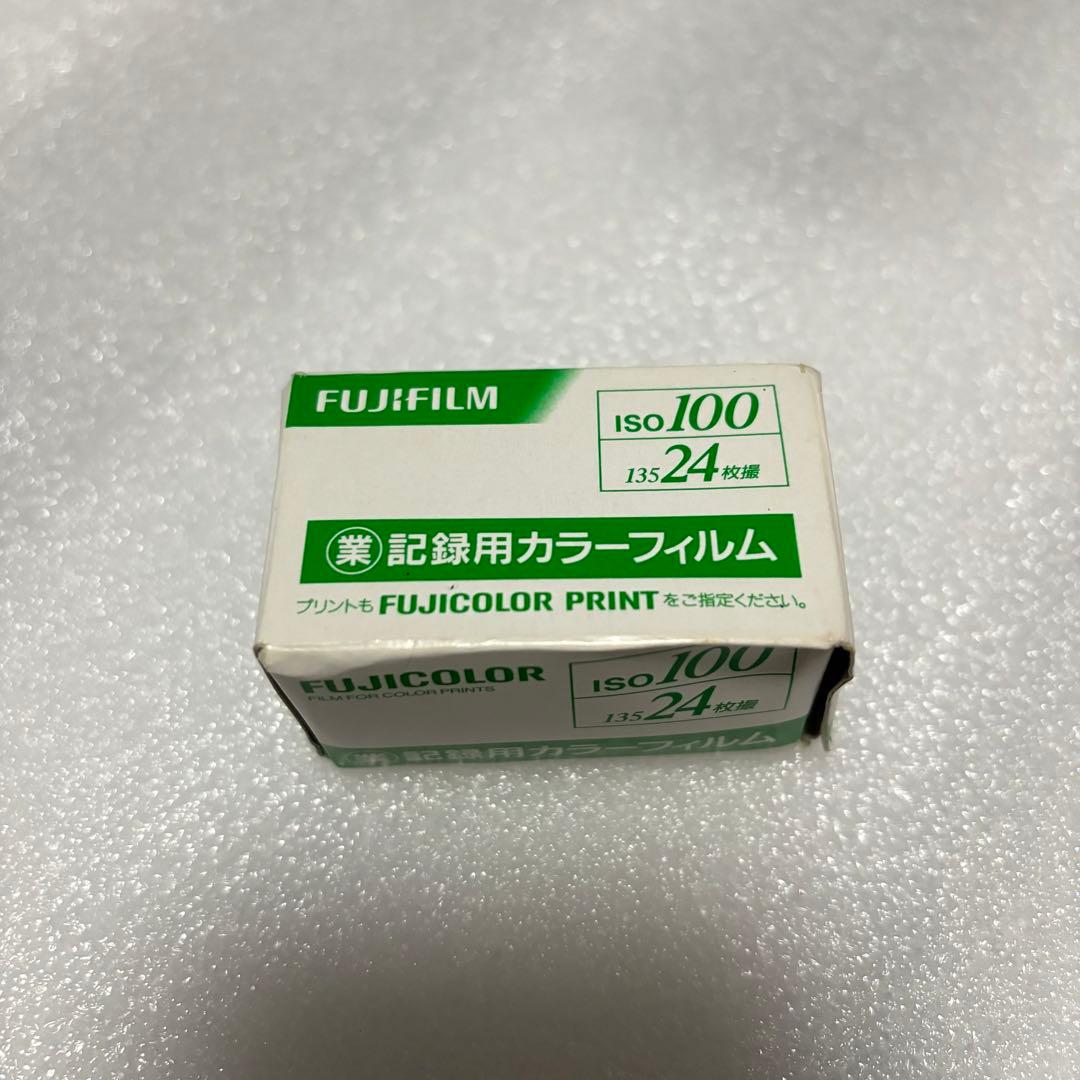 FUJIFILM
ISO100
135 24枚撮
業 記録用カラーフィルム
プリントも FUJICOLOR PRINT をご指定ください。
FUJICOLOR
FILM FOR COLOR PRINTS
ISO100
135 24枚撮
業 記録用カラーフィルム